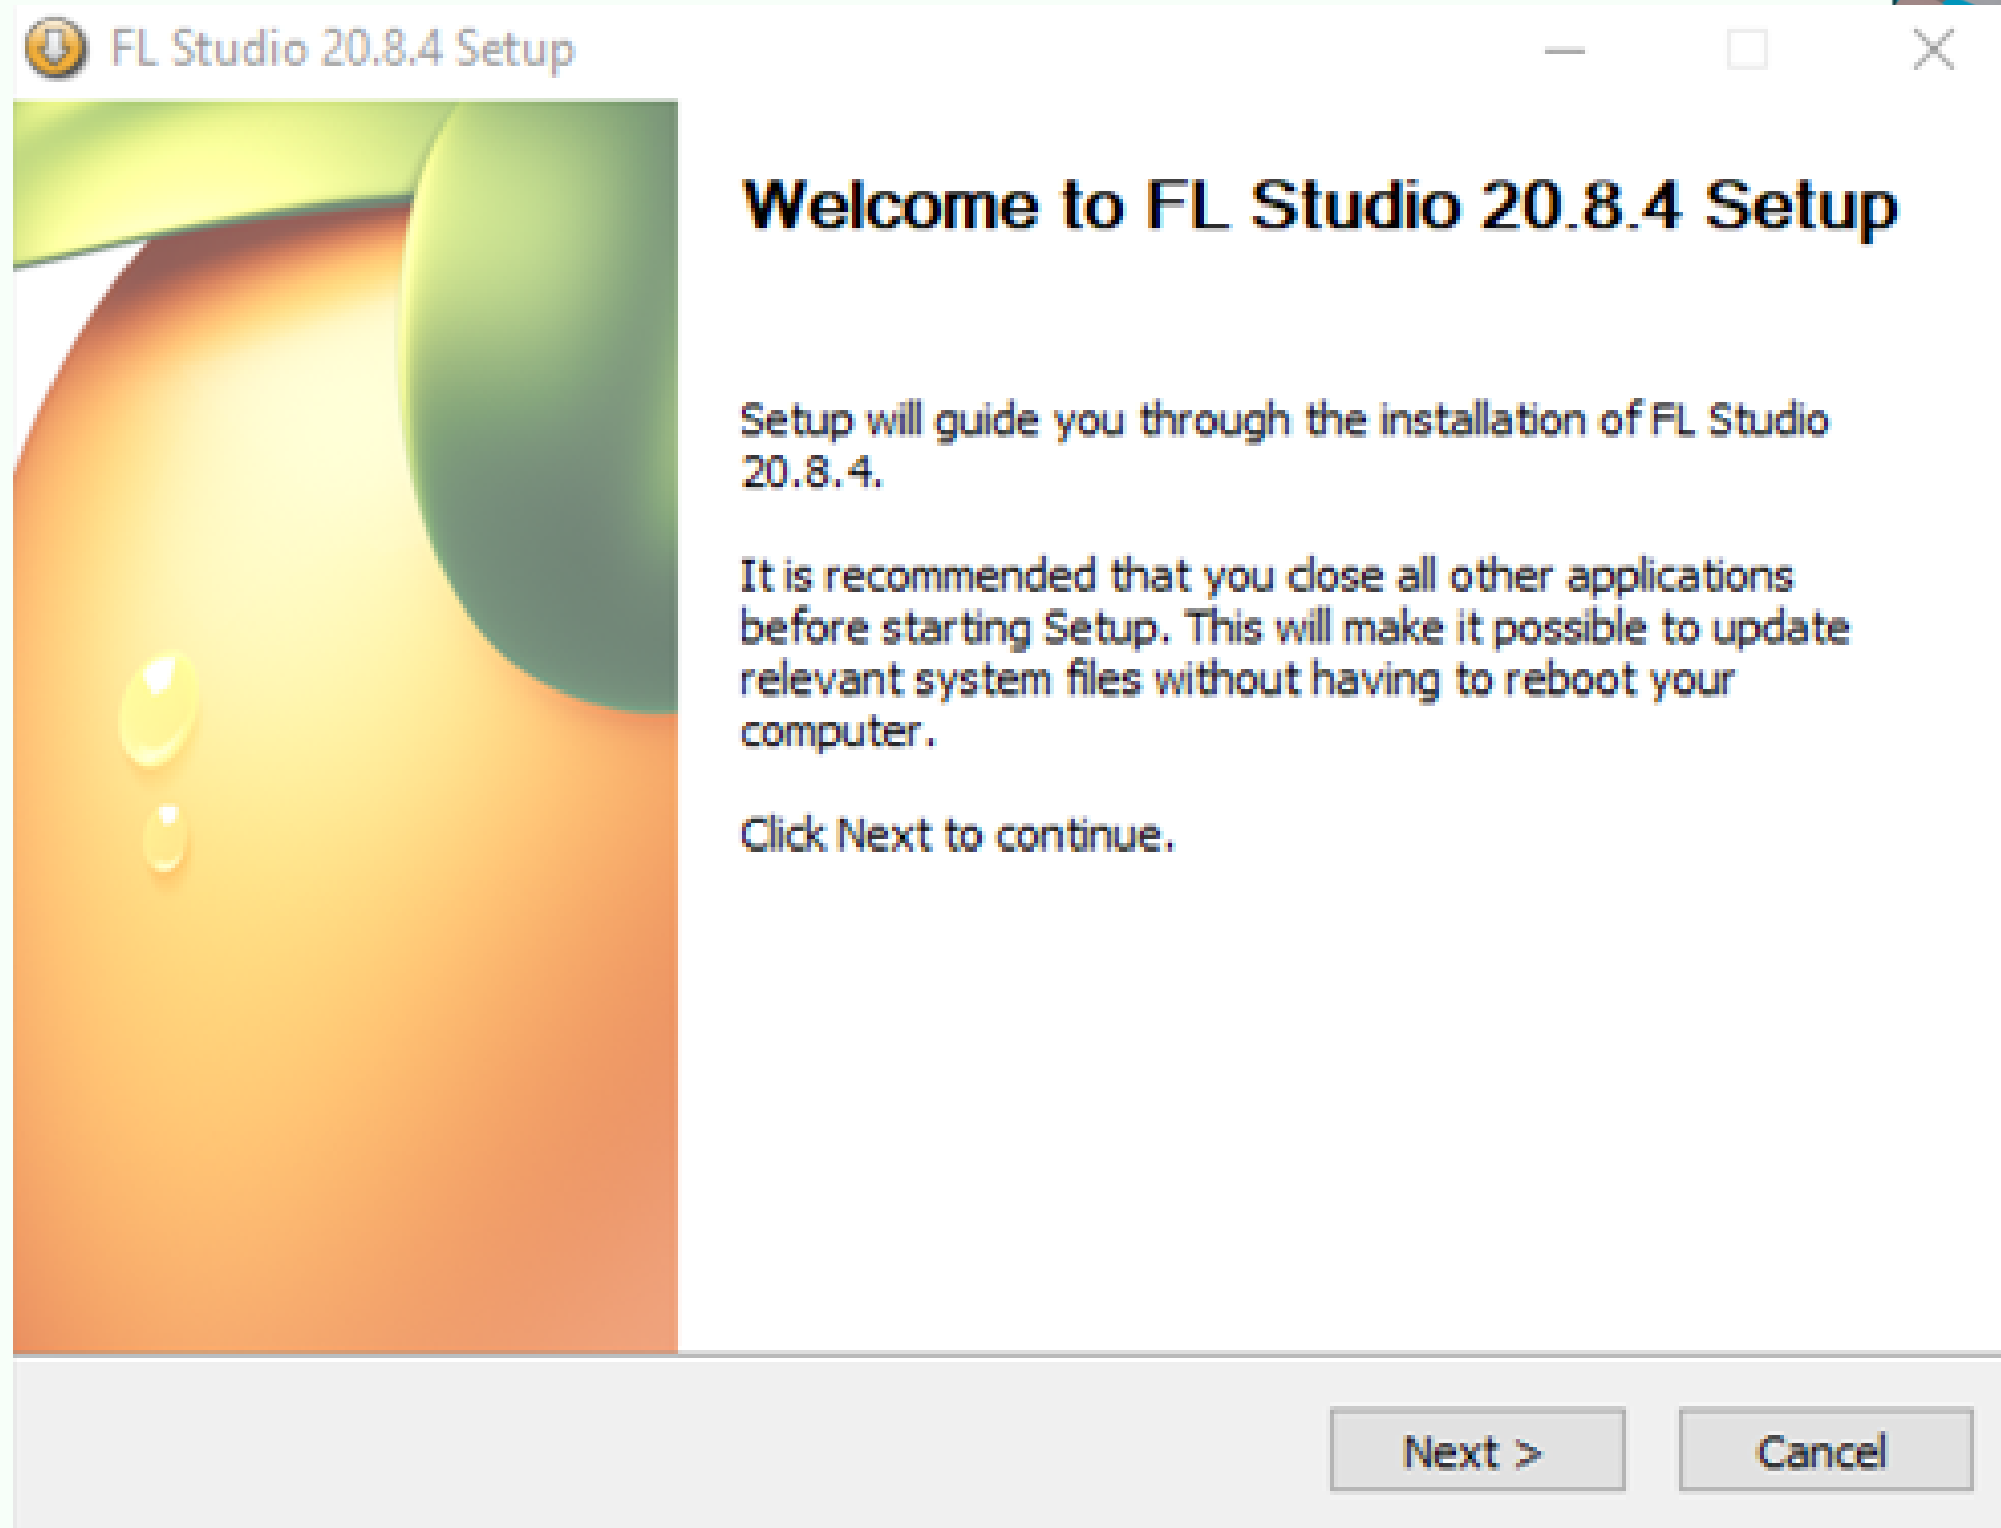 FL Studio 20.8.4 Setup
Welcome to FL Studio 20.8.4 Setup
Setup will guide you through the installation of FL Studio
20.8.4.
It is recommended that you close all other applications
before starting Setup. This will make it possible to update
relevant system files without having to reboot your
computer.
Click Next to continue.
Next >
Cancel